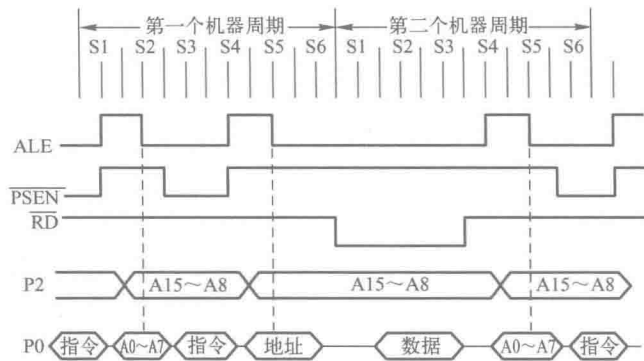 第一个机器周期 第二个机器周期
S1 S2 S3 S4 S5 S6 S1 S2 S3 S4 S5 S6
ALE
PSEN
RD
P2 A15～A8 A15～A8 A15～A8
P0 指令 A0～A7 指令 地址 数据 A0～A7 指令